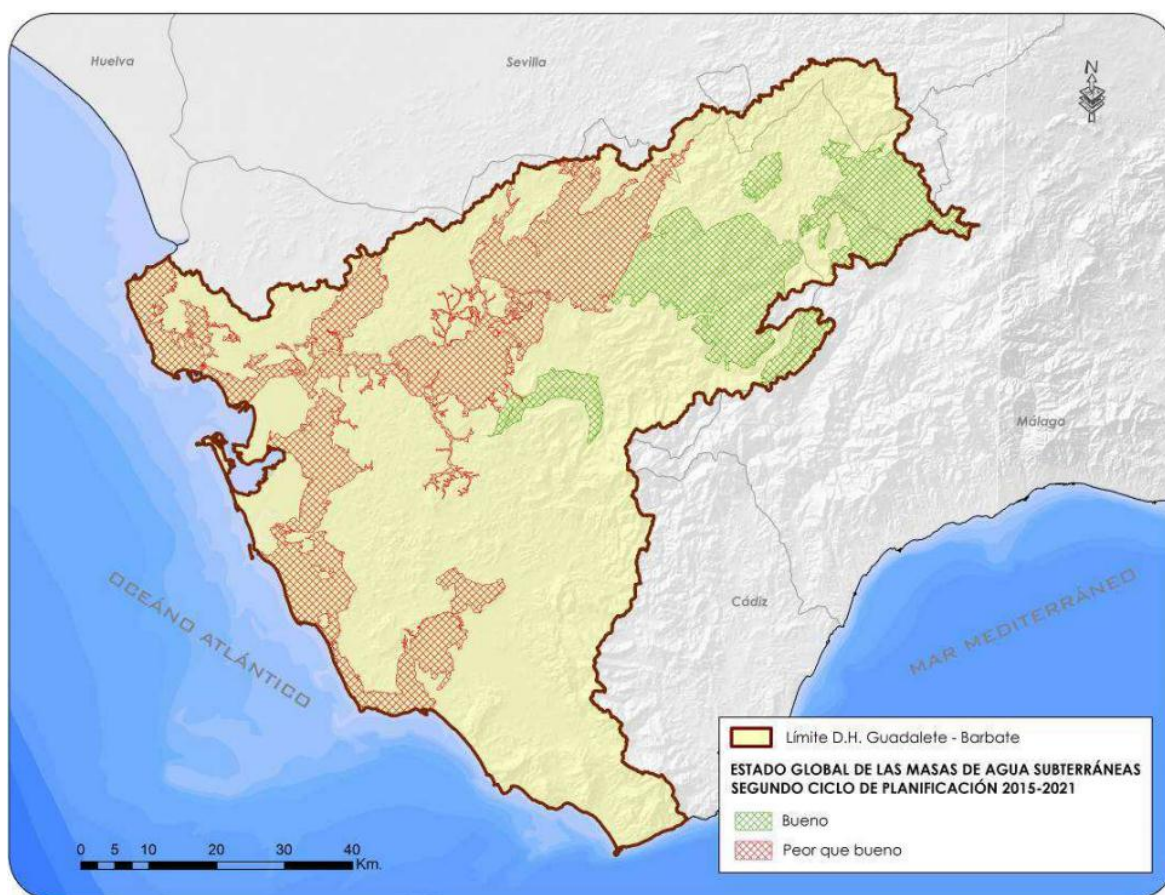 Huelva
Sevilla
N
Málaga
Cádiz
OCEÁNO ATLÁNTICO
MAR MEDITERRÁNEO
Límite D.H. Guadalete - Barbate
ESTADO GLOBAL DE LAS MASAS DE AGUA SUBTERRÁNEAS
SEGUNDO CICLO DE PLANIFICACIÓN 2015-2021
Bueno
Peor que bueno
0 5 10 20 30 40
Km.